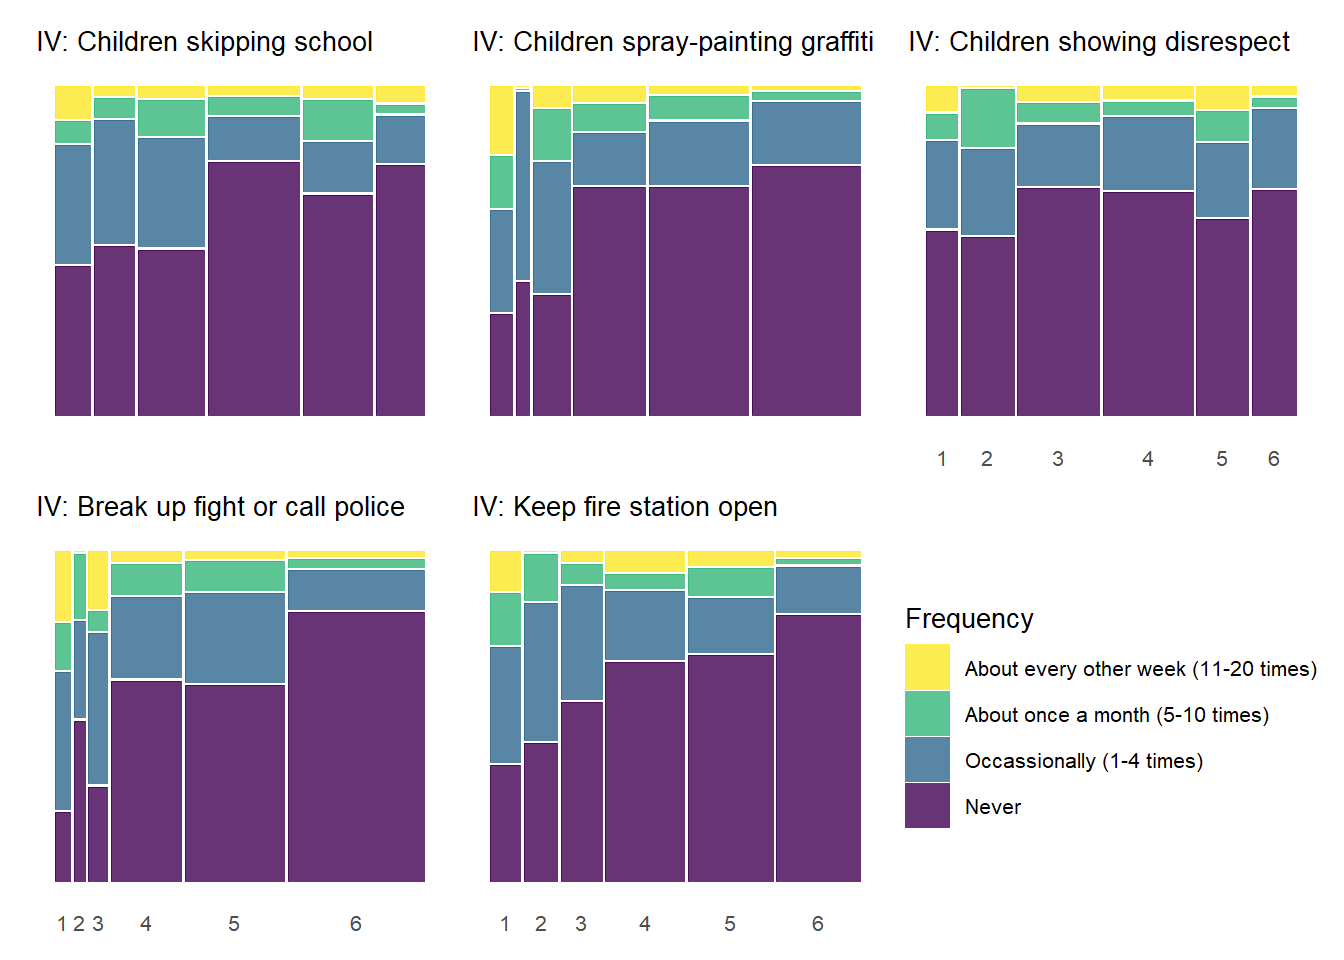 IV: Children skipping school
IV: Children spray-painting graffiti
IV: Children showing disrespect
1 2 3 4 5 6
IV: Break up fight or call police
IV: Keep fire station open
1 2 3 4 5 6
1 2 3 4 5 6
Frequency
About every other week (11-20 times)
About once a month (5-10 times)
Occassionally (1-4 times)
Never